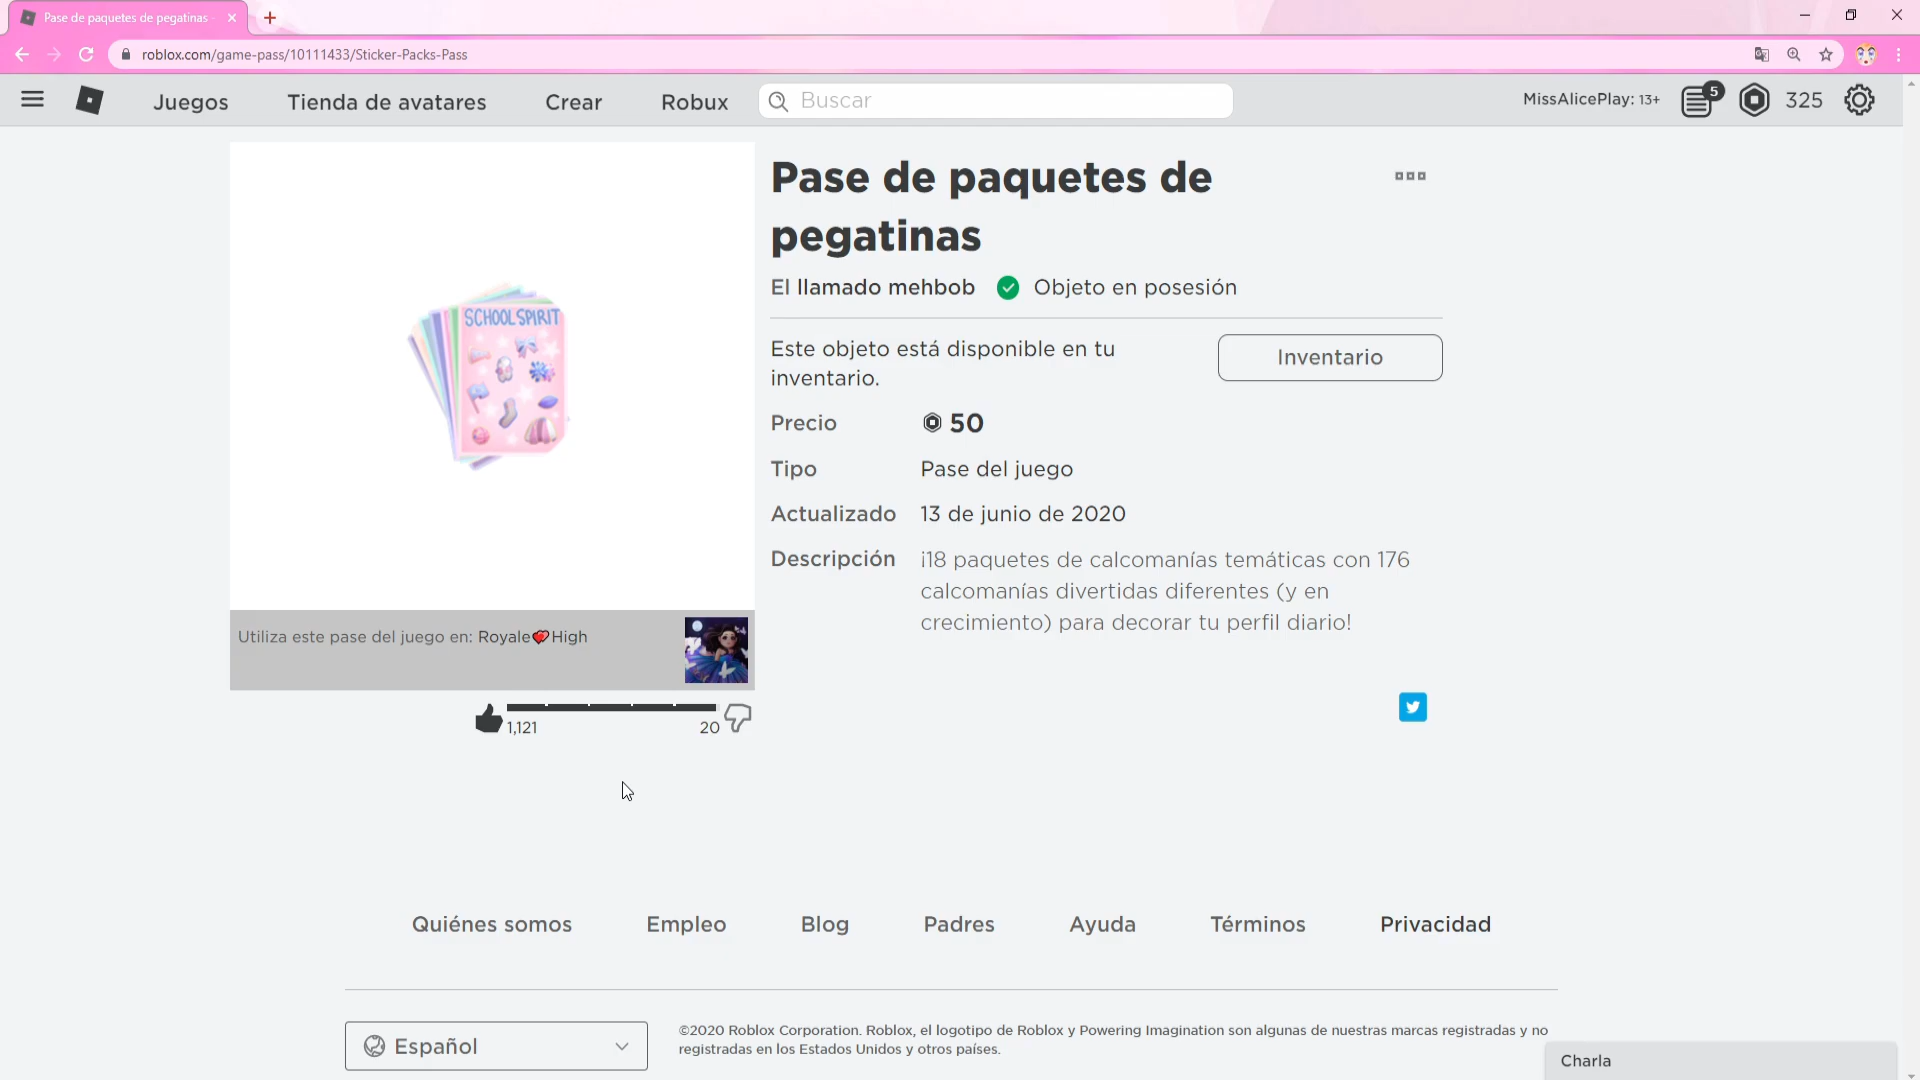 Pase de paquetes de pegatinas
roblox.com/game-pass/10111433/Sticker-Packs-Pass
Juegos
Tienda de avatares
Crear
Robux
Buscar
MissAlicePlay: 13+
5
325
SCHOOL SPIRIT
Pase de paquetes de
pegatinas
El llamado mehbob
Objeto en posesión
Este objeto está disponible en tu
inventario.
Inventario
Precio
50
Tipo
Pase del juego
Actualizado
13 de junio de 2020
Descripción
¡18 paquetes de calcomanías temáticas con 176
calcomanías divertidas diferentes (y en
crecimiento) para decorar tu perfil diario!
Utiliza este pase del juego en: Royale💘High
1,121
20
Quiénes somos
Empleo
Blog
Padres
Ayuda
Términos
Privacidad
Español
©2020 Roblox Corporation. Roblox, el logotipo de Roblox y Powering Imagination son algunas de nuestras marcas registradas y no
registradas en los Estados Unidos y otros países.
Charla